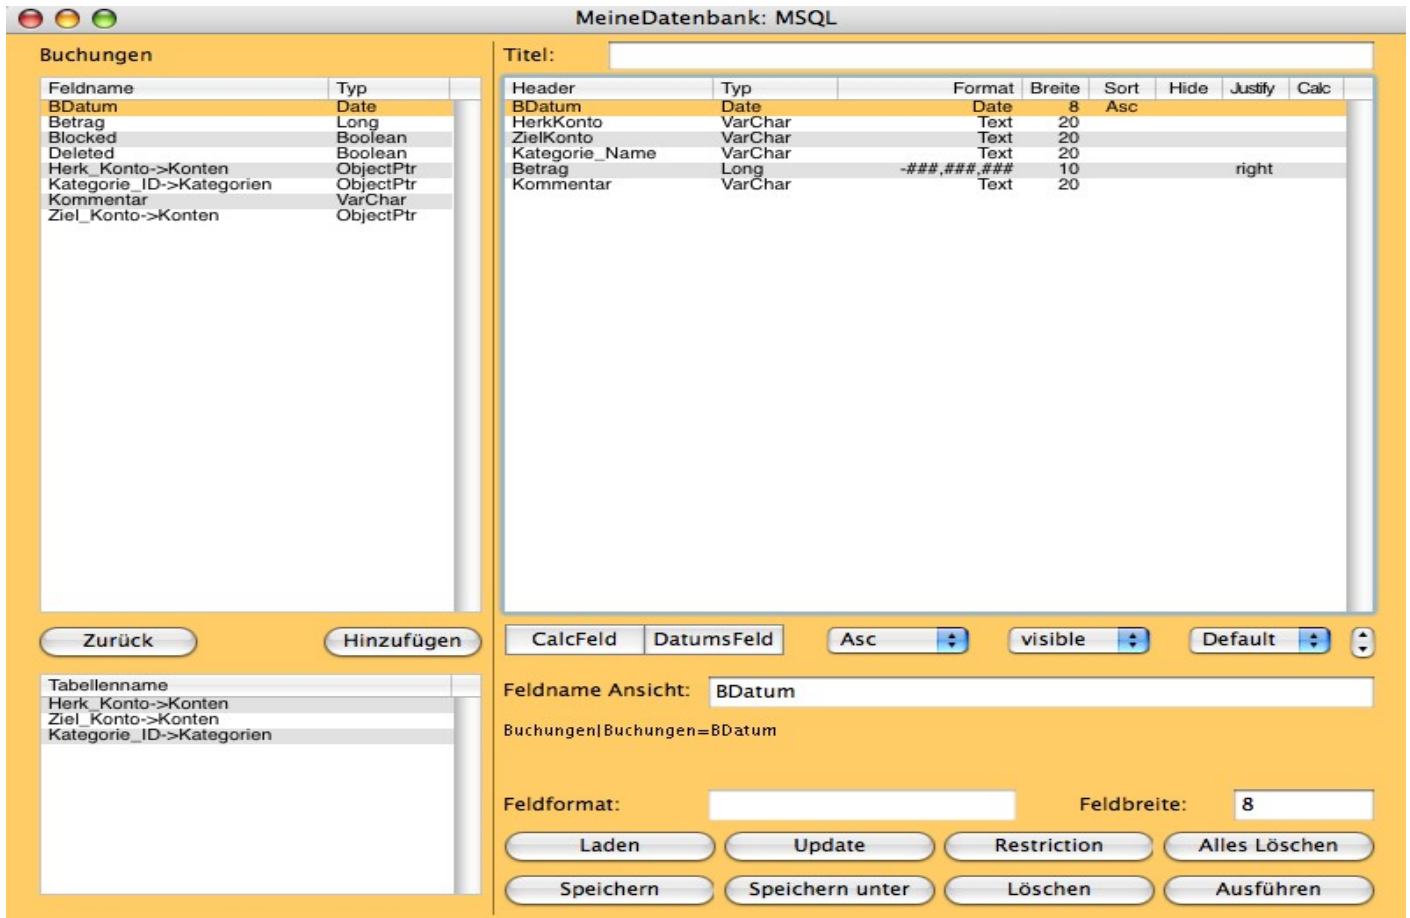 MeineDatenbank: MSQL
Buchungen
Feldname Typ
BDatum Date
Betrag Long
Blocked Boolean
Deleted Boolean
Herk_Konto->Konten ObjectPtr
Kategorie_ID->Kategorien ObjectPtr
Kommentar VarChar
Ziel_Konto->Konten ObjectPtr
Zurück Hinzufügen
Tabellenname
Herk_Konto->Konten
Ziel_Konto->Konten
Kategorie_ID->Kategorien
Titel:
Header Typ Format Breite Sort Hide Justify Calc
BDatum Date Date 8 Asc
HerkKonto VarChar Text 20
ZielKonto VarChar Text 20
Kategorie_Name VarChar Text 20
Betrag Long -###,###,### 10 right
Kommentar VarChar Text 20
CalcFeld DatumsFeld Asc visible Default
Feldname Ansicht: BDatum
Buchungen|Buchungen=BDatum
Feldformat: Feldbreite: 8
Laden Update Restriction Alles Löschen
Speichern Speichern unter Löschen Ausführen